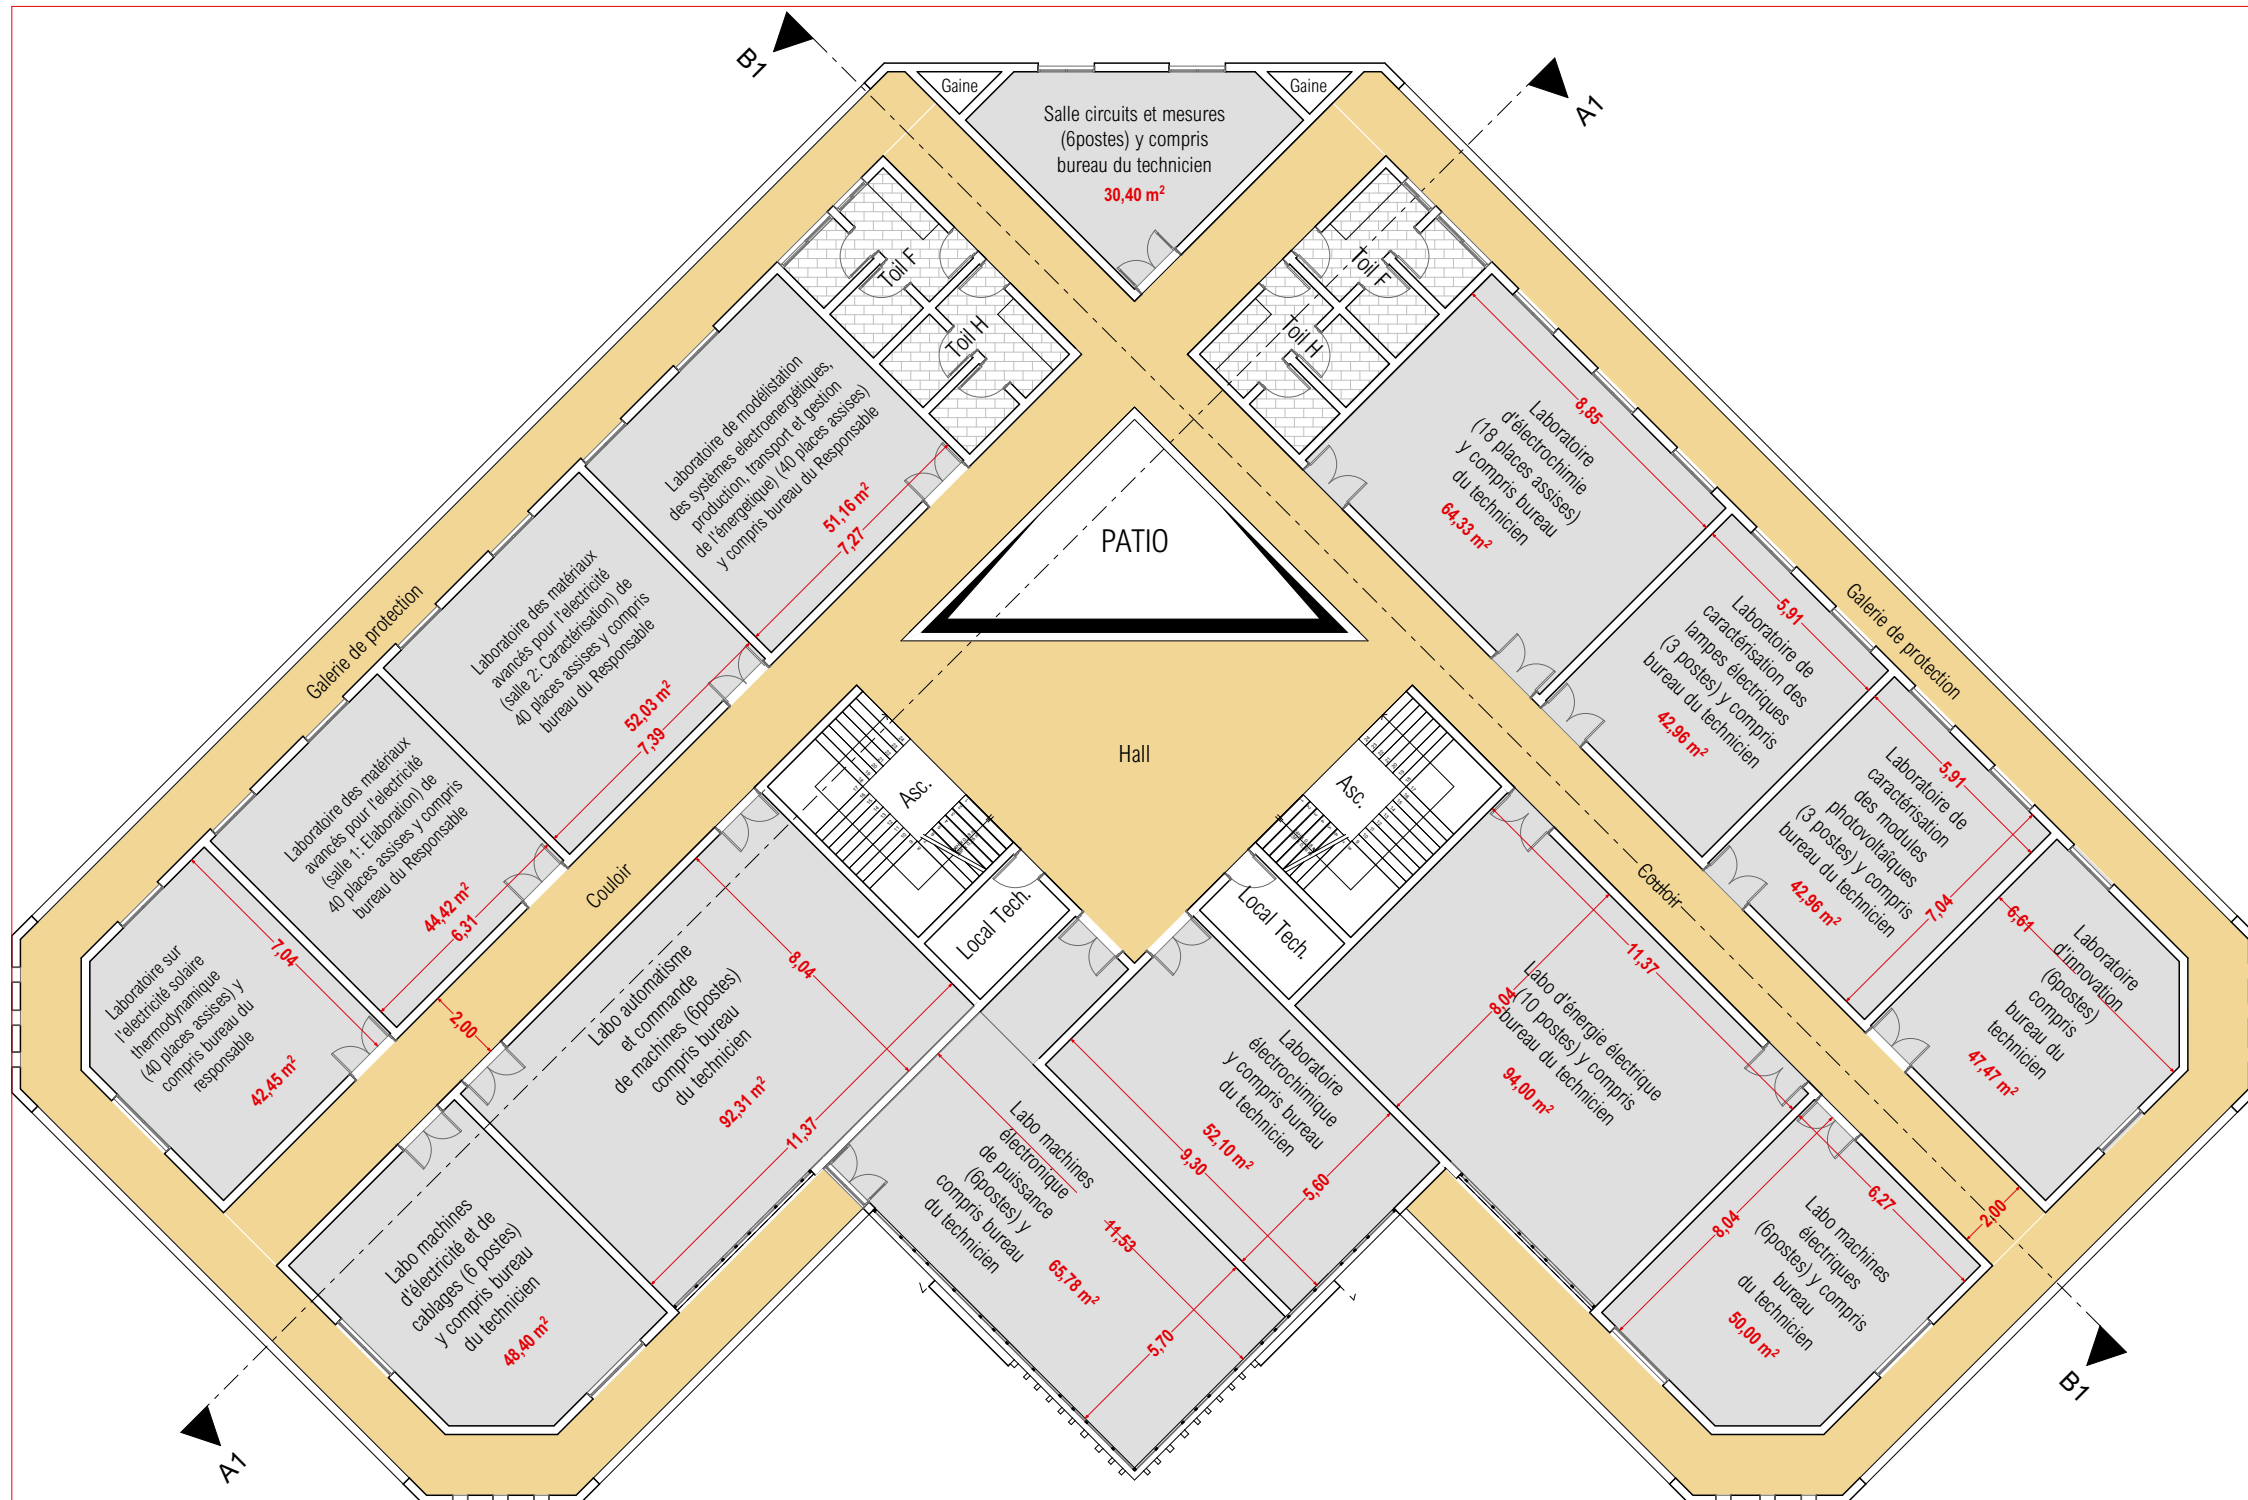 B1
A1
Gaine
Gaine
Salle circuits et mesures
(6postes) y compris
bureau du technicien
30,40 m²
Toil F
Toil H
Toil F
Toil H
PATIO
Hall
Asc.
Asc.
Local Tech.
Local Tech.
Galerie de protection
Galerie de protection
Couloir
Couloir
Laboratoire de modélistation
des systèmes electroenergétiques,
production, transport et gestion
de l'énergetique) (40 places assises)
y compris bureau du Responsable
51,16 m²
7,27
Laboratoire des matériaux
avancés pour l'electricité
(salle 2: Caractérisation) de
40 places assises y compris
bureau du Responsable
52,03 m²
7,39
Laboratoire des matériaux
avancés pour l'electricité
(salle 1: Elaboration) de
40 places assises y compris
bureau du Responsable
44,42 m²
6,31
Laboratoire sur
l'electricité solaire
thermodynamique
(40 places assises) y
compris bureau du
responsable
42,45 m²
7,04
2,00
Labo automatisme
et commande
de machines (6postes)
compris bureau
du technicien
92,31 m²
8,04
11,37
Labo machines
d'élèctricité et de
cablages (6 postes)
y compris bureau
du technicien
48,40 m²
Labo machines
électronique
de puissance
(6postes) y
compris bureau
du technicien
65,78 m²
11,53
5,70
Laboratoire
électrochimique
y compris bureau
du technicien
52,10 m²
9,30
5,60
Labo d'énergie électrique
(10 postes) y compris
bureau du technicien
94,00 m²
8,04
11,37
Labo machines
électriques
(6postes) y compris
bureau
du technicien
50,00 m²
8,04
6,27
2,00
Laboratoire
d'électrochimie
(18 places assises)
y compris bureau
du technicien
64,33 m²
8,85
Laboratoire de
caractérisation des
lampes électriques
(3 postes) y compris
bureau du technicien
42,96 m²
5,91
Laboratoire de
caractérisation
des modules
photovoltaîques
(3 postes) y compris
bureau du technicien
42,96 m²
5,91
7,04
Laboratoire
d'innovation
(6postes)
compris
bureau du
technicien
47,47 m²
6,61
A1
B1